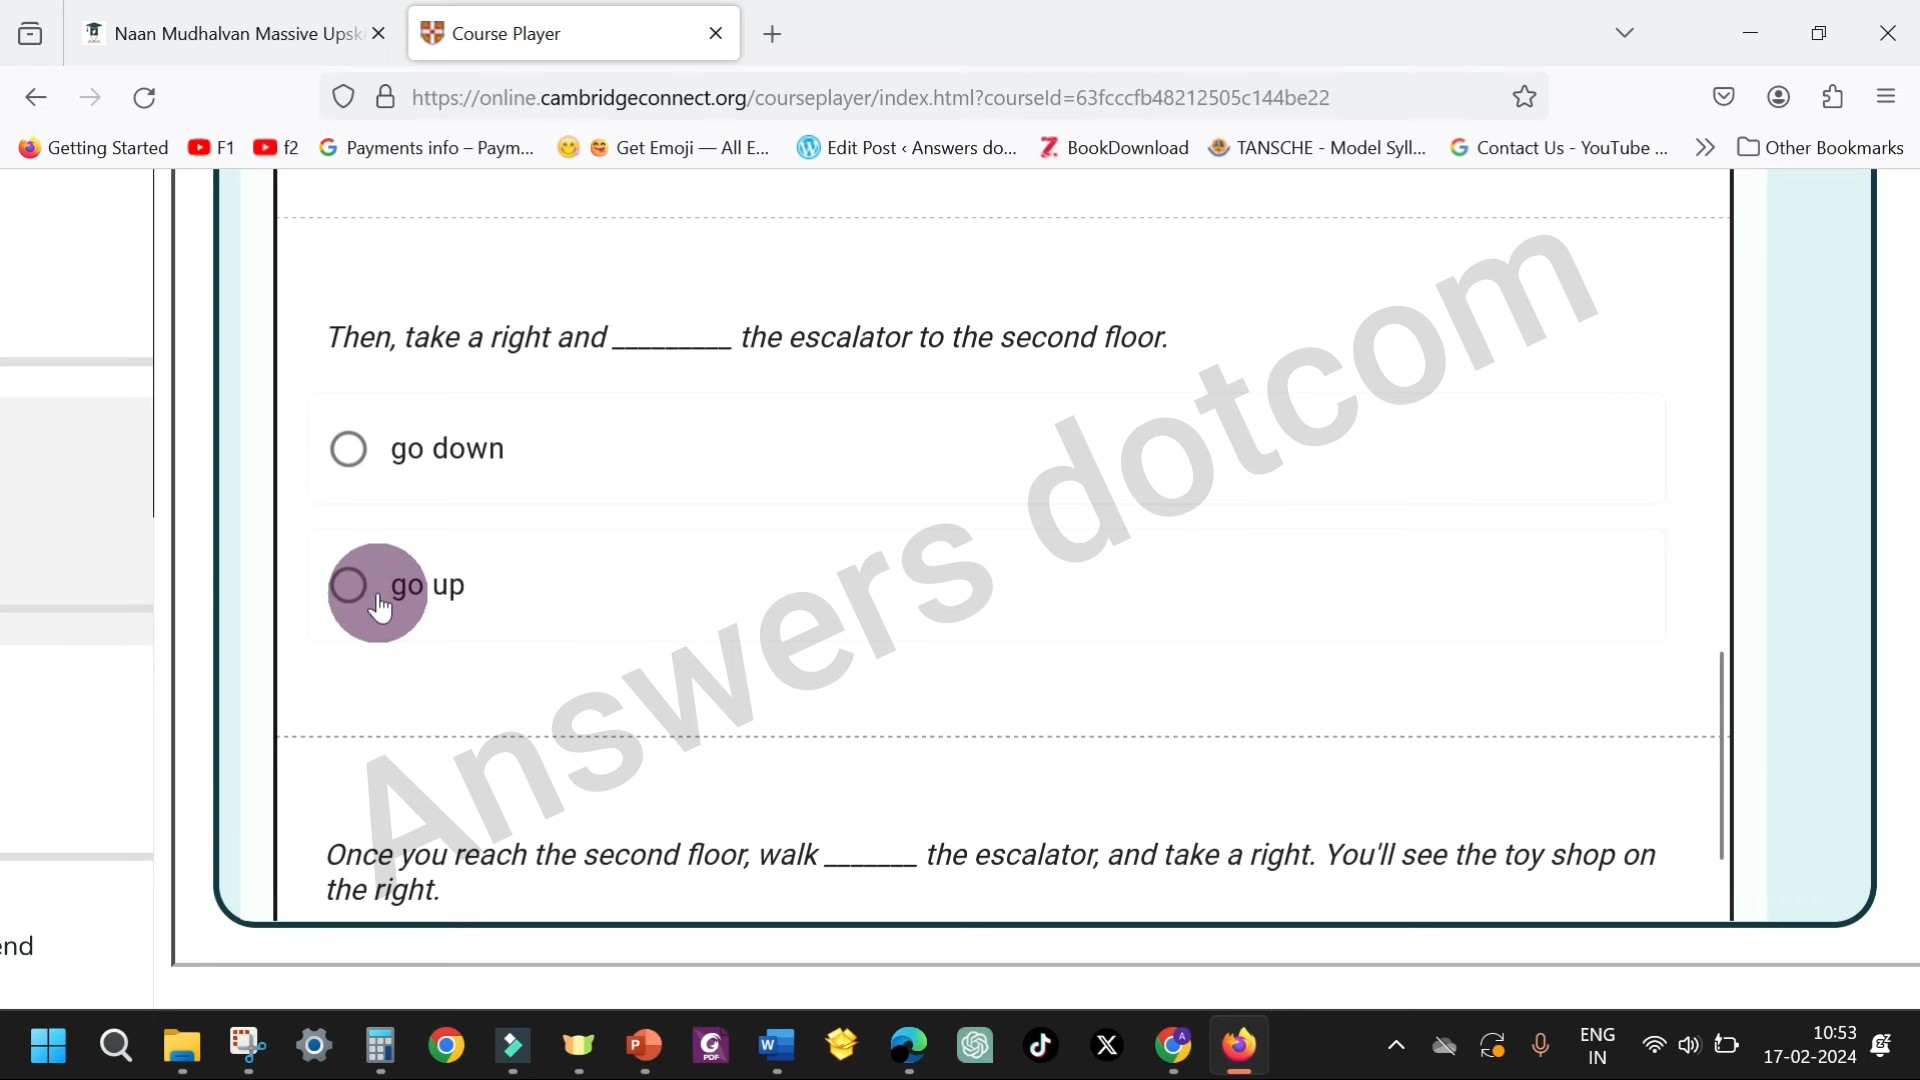 Naan Mudhalvan Massive Upski
Course Player
https://online.cambridgeconnect.org/courseplayer/index.html?courseId=63fcccfb48212505c144be22
Getting Started
F1
f2
Payments info – Paym...
Get Emoji — All E...
Edit Post ‹ Answers do...
BookDownload
TANSCHE - Model Syll...
Contact Us - YouTube ...
Other Bookmarks
Then, take a right and _________ the escalator to the second floor.
go down
go up
Answers dotcom
Once you reach the second floor, walk _______ the escalator, and take a right. You'll see the toy shop on
the right.
end
ENG
IN
10:53
17-02-2024